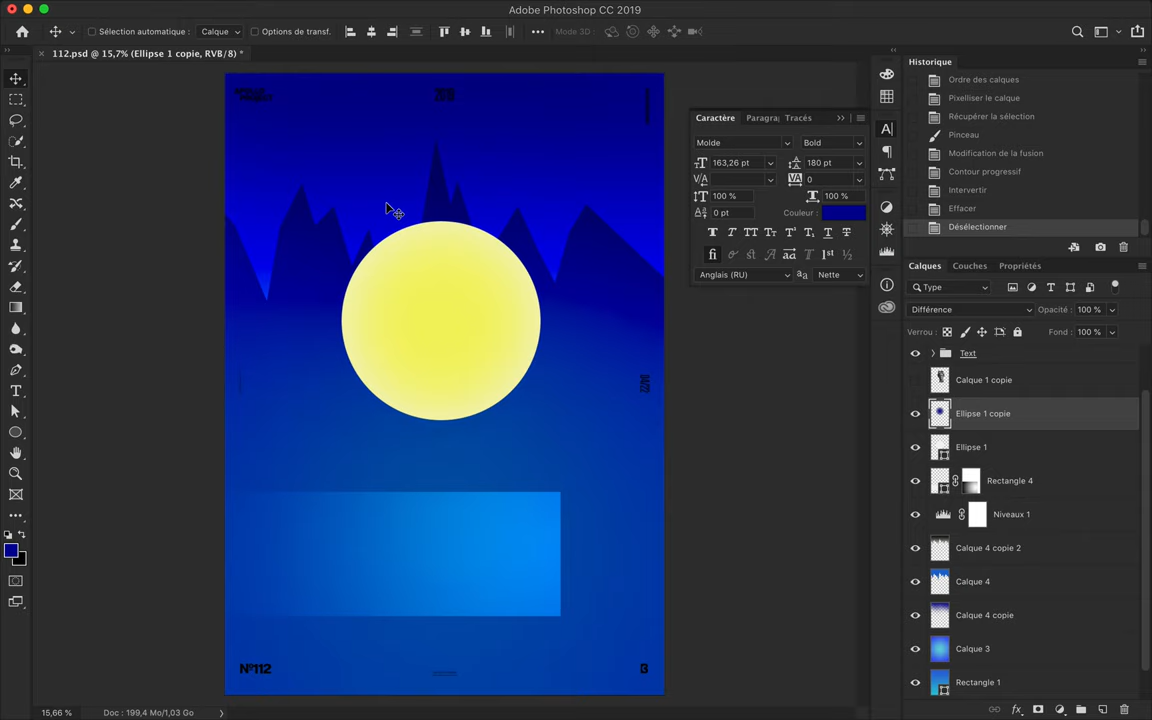 Adobe Photoshop CC 2019
Sélection automatique :
Calque
Options de transf.
Mode 3D :
112.psd @ 15,7% (Ellipse 1 copie, RVB/8) *
Nº112
B
04/22
15,66 %
Doc : 199,4 Mo/1,03 Go
Caractère
Paragra
Tracés
Molde
Bold
163,26 pt
180 pt
0
100 %
100 %
0 pt
Couleur :
Anglais (RU)
Nette
Historique
Ordre des calques
Pixelliser le calque
Récupérer la sélection
Pinceau
Modification de la fusion
Contour progressif
Intervertir
Effacer
Désélectionner
Calques
Couches
Propriétés
Type
Différence
Opacité : 100 %
Verrou :
Fond : 100 %
Text
Calque 1 copie
Ellipse 1 copie
Ellipse 1
Rectangle 4
Niveaux 1
Calque 4 copie 2
Calque 4
Calque 4 copie
Calque 3
Rectangle 1